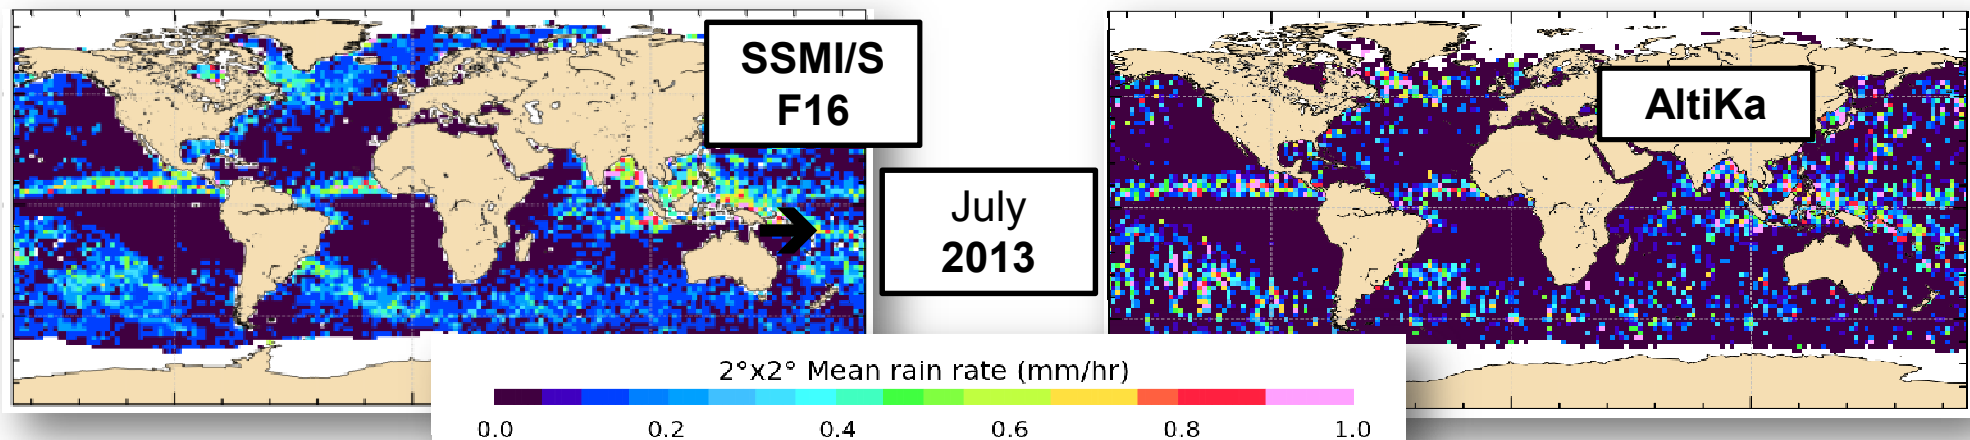 SSMI/S
F16
AltiKa
July
2013
2°x2° Mean rain rate (mm/hr)
0.0 0.2 0.4 0.6 0.8 1.0